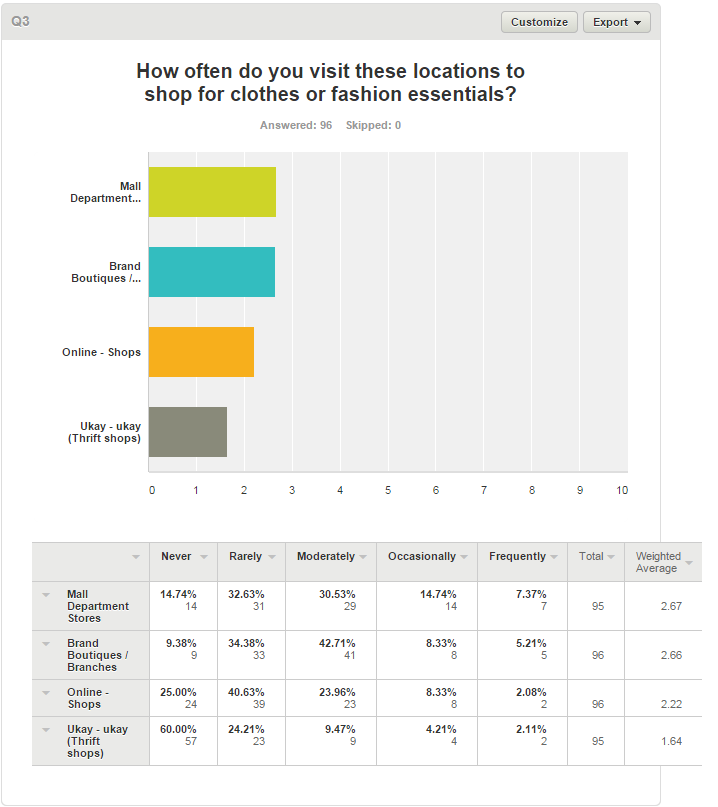 Q3
Customize
Export
How often do you visit these locations to
shop for clothes or fashion essentials?
Answered: 96 Skipped: 0
Mall
Department...
Brand
Boutiques /...
Online - Shops
Ukay - ukay
(Thrift shops)
0 1 2 3 4 5 6 7 8 9 10
Never Rarely Moderately Occasionally Frequently Total Weighted
Average
Mall 14.74% 32.63% 30.53% 14.74% 7.37%
Department 14 31 29 14 7 95 2.67
Stores
Brand 9.38% 34.38% 42.71% 8.33% 5.21%
Boutiques / 9 33 41 8 5 96 2.66
Branches
Online - 25.00% 40.63% 23.96% 8.33% 2.08%
Shops 24 39 23 8 2 96 2.22
Ukay - ukay 60.00% 24.21% 9.47% 4.21% 2.11%
(Thrift 57 23 9 4 2 95 1.64
shops)